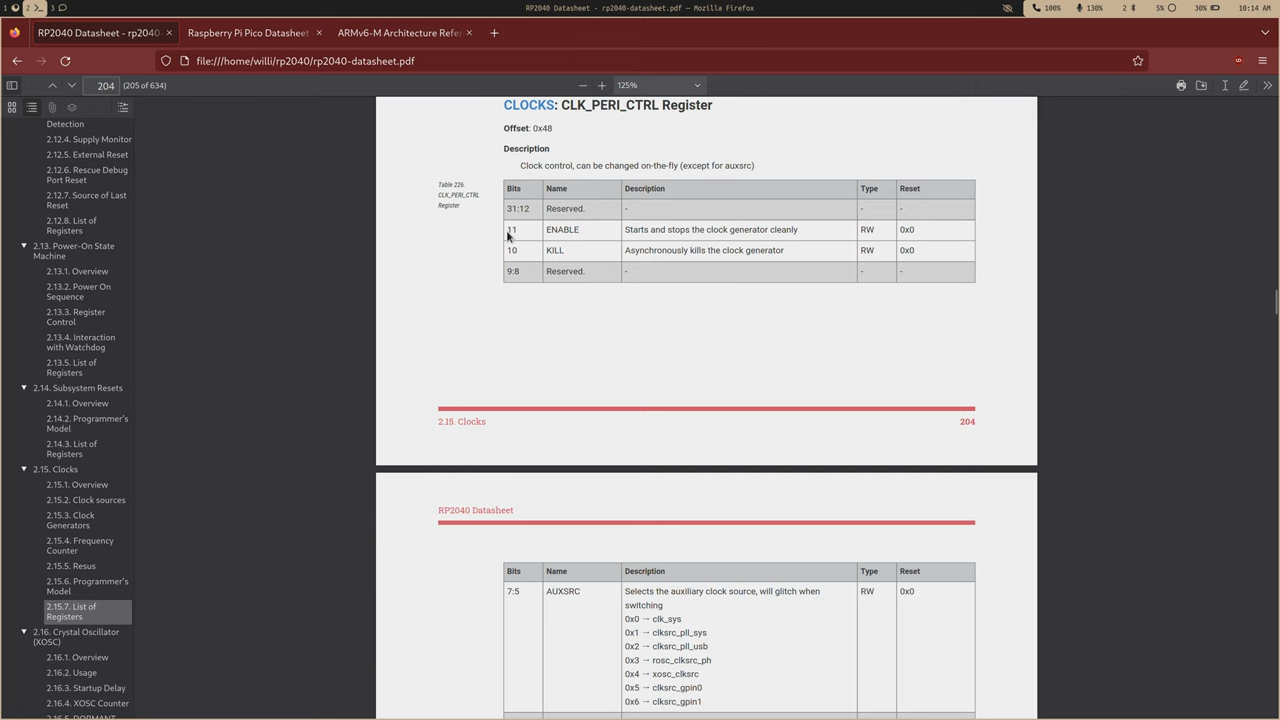 1 2 3
RP2040 Datasheet - rp2040-datasheet.pdf - Mozilla Firefox
100% 130% 2 5% 30% 10:14 AM
RP2040 Datasheet - rp2040- Raspberry Pi Pico Datasheet ARMv6-M Architecture Refer
file:///home/willi/rp2040/rp2040-datasheet.pdf
204 (205 of 634) 125%
Detection
2.12.4. Supply Monitor
2.12.5. External Reset
2.12.6. Rescue Debug
Port Reset
2.12.7. Source of Last
Reset
2.12.8. List of
Registers
2.13. Power-On State
Machine
2.13.1. Overview
2.13.2. Power On
Sequence
2.13.3. Register
Control
2.13.4. Interaction
with Watchdog
2.13.5. List of
Registers
2.14. Subsystem Resets
2.14.1. Overview
2.14.2. Programmer's
Model
2.14.3. List of
Registers
2.15. Clocks
2.15.1. Overview
2.15.2. Clock sources
2.15.3. Clock
Generators
2.15.4. Frequency
Counter
2.15.5. Resus
2.15.6. Programmer's
Model
2.15.7. List of
Registers
2.16. Crystal Oscillator
(XOSC)
2.16.1. Overview
2.16.2. Usage
2.16.3. Startup Delay
2.16.4. XOSC Counter
2.16.5. DORMANT
CLOCKS: CLK_PERI_CTRL Register
Offset: 0x48
Description
Clock control, can be changed on-the-fly (except for auxsrc)
Table 226.
CLK_PERI_CTRL
Register
Bits Name Description Type Reset
31:12 Reserved. - - -
11 ENABLE Starts and stops the clock generator cleanly RW 0x0
10 KILL Asynchronously kills the clock generator RW 0x0
9:8 Reserved. - - -
2.15. Clocks 204
RP2040 Datasheet
Bits Name Description Type Reset
7:5 AUXSRC Selects the auxiliary clock source, will glitch when RW 0x0
switching
0x0 → clk_sys
0x1 → clksrc_pll_sys
0x2 → clksrc_pll_usb
0x3 → rosc_clksrc_ph
0x4 → xosc_clksrc
0x5 → clksrc_gpin0
0x6 → clksrc_gpin1